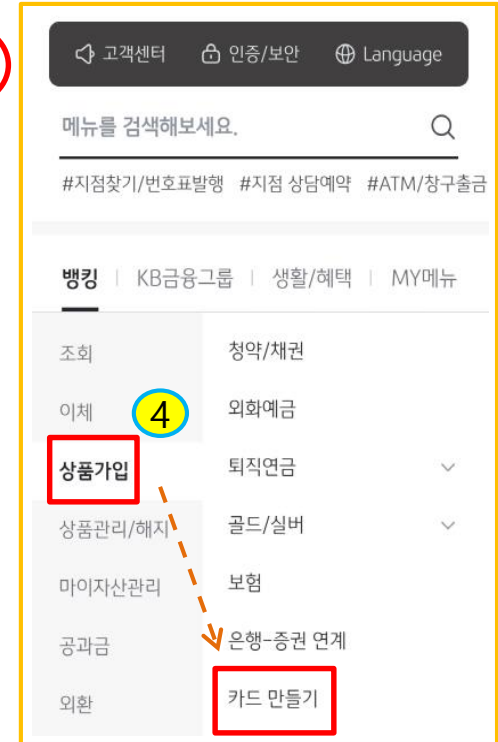 고객센터 인증/보안 Language
메뉴를 검색해보세요.
#지점찾기/번호표발행 #지점 상담예약 #ATM/창구출금
뱅킹 KB금융그룹 생활/혜택 MY메뉴
조회 청약/채권
이체 4 외화예금
상품가입 퇴직연금
상품관리/해지 골드/실버
마이자산관리 보험
공과금 은행-증권 연계
외환 카드 만들기